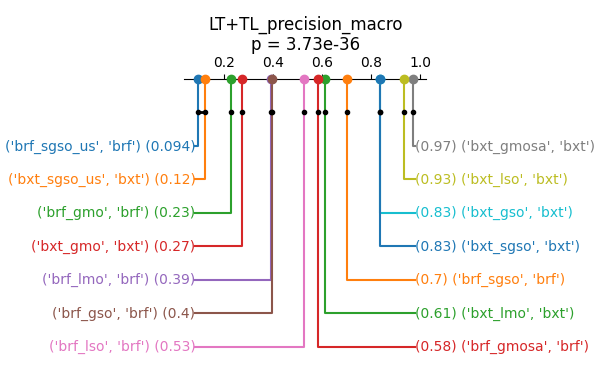 LT+TL_precision_macro
p = 3.73e-36
0.2 0.4 0.6 0.8 1.0
('brf_sgso_us', 'brf') (0.094) (0.97) ('bxt_gmosa', 'bxt')
('bxt_sgso_us', 'bxt') (0.12) (0.93) ('bxt_lso', 'bxt')
('brf_gmo', 'brf') (0.23) (0.83) ('bxt_gso', 'bxt')
('bxt_gmo', 'bxt') (0.27) (0.83) ('bxt_sgso', 'bxt')
('brf_lmo', 'brf') (0.39) (0.7) ('brf_sgso', 'brf')
('brf_gso', 'brf') (0.4) (0.61) ('bxt_lmo', 'bxt')
('brf_lso', 'brf') (0.53) (0.58) ('brf_gmosa', 'brf')